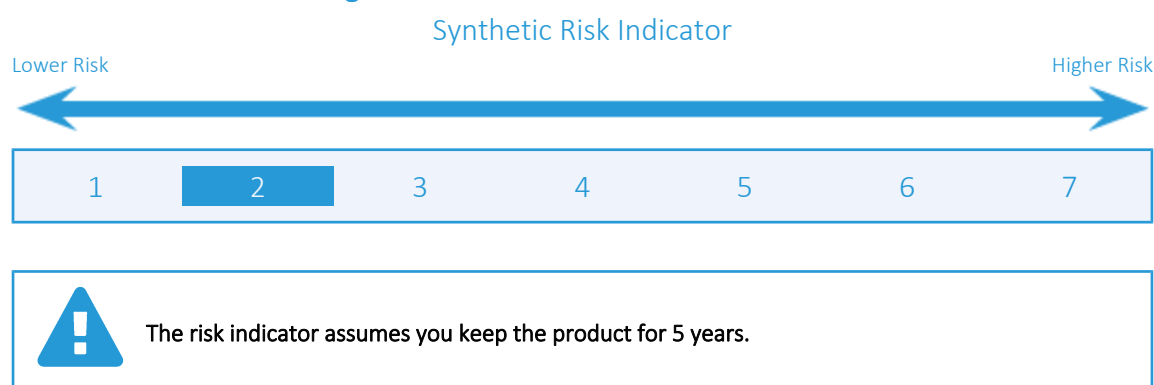 Synthetic Risk Indicator
Lower Risk Higher Risk
1 2 3 4 5 6 7
The risk indicator assumes you keep the product for 5 years.